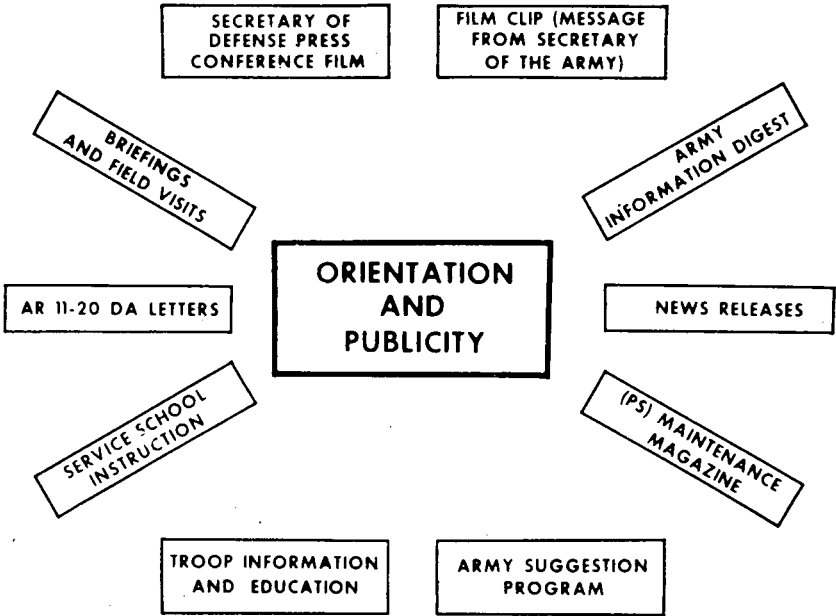 SECRETARY OF
DEFENSE PRESS
CONFERENCE FILM
FILM CLIP (MESSAGE
FROM SECRETARY
OF THE ARMY)
BRIEFINGS
AND FIELD VISITS
ARMY
INFORMATION DIGEST
ORIENTATION
AND
PUBLICITY
AR 11-20 DA LETTERS
NEWS RELEASES
SERVICE SCHOOL
INSTRUCTION
(PS) MAINTENANCE
MAGAZINE
TROOP INFORMATION
AND EDUCATION
ARMY SUGGESTION
PROGRAM